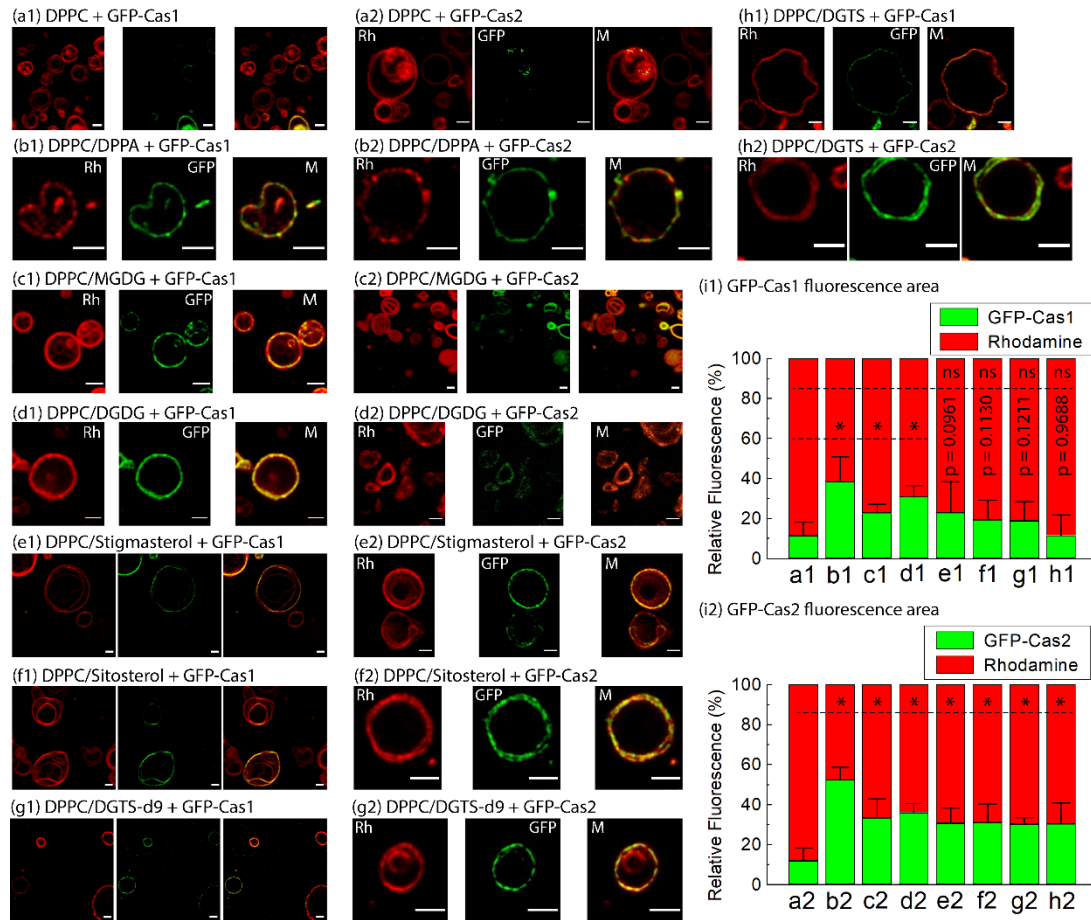 (a1) DPPC + GFP-Cas1
(a2) DPPC + GFP-Cas2
Rh GFP M
(h1) DPPC/DGTS + GFP-Cas1
Rh GFP M
(b1) DPPC/DPPA + GFP-Cas1
Rh GFP M
(b2) DPPC/DPPA + GFP-Cas2
Rh GFP M
(h2) DPPC/DGTS + GFP-Cas2
Rh GFP M
(c1) DPPC/MGDG + GFP-Cas1
Rh GFP M
(c2) DPPC/MGDG + GFP-Cas2
(d1) DPPC/DGDG + GFP-Cas1
Rh GFP M
(d2) DPPC/DGDG + GFP-Cas2
Rh GFP M
(e1) DPPC/Stigmasterol + GFP-Cas1
(e2) DPPC/Stigmasterol + GFP-Cas2
Rh GFP M
(f1) DPPC/Sitosterol + GFP-Cas1
(f2) DPPC/Sitosterol + GFP-Cas2
Rh GFP M
(g1) DPPC/DGTS-d9 + GFP-Cas1
(g2) DPPC/DGTS-d9 + GFP-Cas2
Rh GFP M
(i1) GFP-Cas1 fluorescence area
GFP-Cas1
Rhodamine
Relative Fluorescence (%)
100
80
60
40
20
0
* * *
ns ns ns ns
p = 0.0961
p = 0.1130
p = 0.1211
p = 0.9688
a1 b1 c1 d1 e1 f1 g1 h1
(i2) GFP-Cas2 fluorescence area
GFP-Cas2
Rhodamine
Relative Fluorescence (%)
100
80
60
40
20
0
* * * * * * *
a2 b2 c2 d2 e2 f2 g2 h2